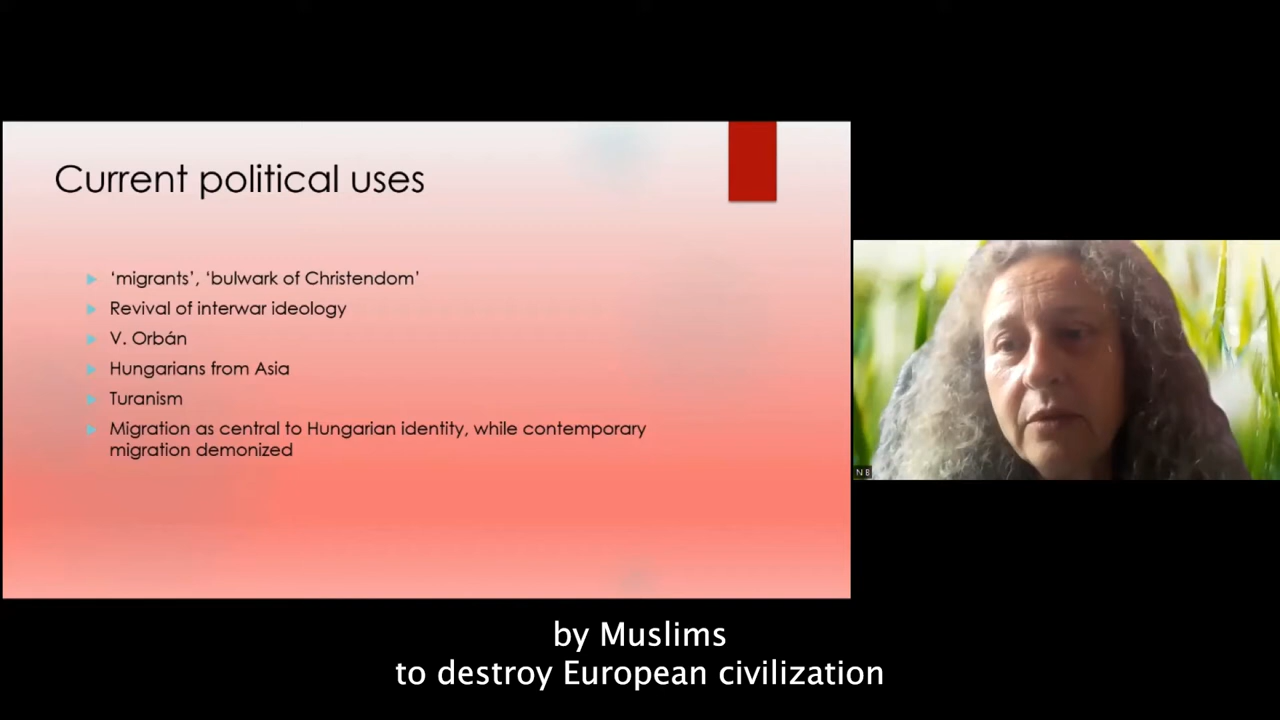 Current political uses
‘migrants’, ‘bulwark of Christendom’
Revival of interwar ideology
V. Orbán
Hungarians from Asia
Turanism
Migration as central to Hungarian identity, while contemporary
migration demonized
N B
by Muslims
to destroy European civilization